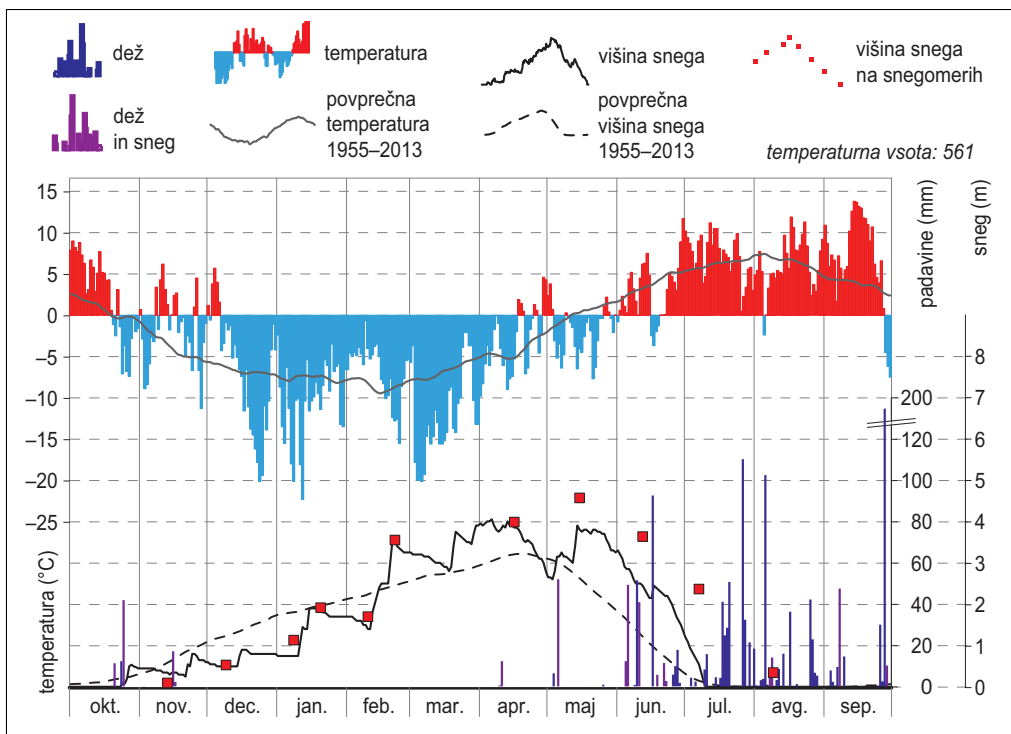 dež
temperatura
višina snega
višina snega
na snegomerih
dež
in sneg
povprečna
temperatura
1955–2013
povprečna
višina snega
1955–2013
temperaturna vsota: 561
15
10
5
0
−5
−10
−15
−20
−25
temperatura (°C)
padavine (mm)
200
120
100
80
60
40
20
0
sneg (m)
8
7
6
5
4
3
2
1
0
okt.
nov.
dec.
jan.
feb.
mar.
apr.
maj
jun.
jul.
avg.
sep.